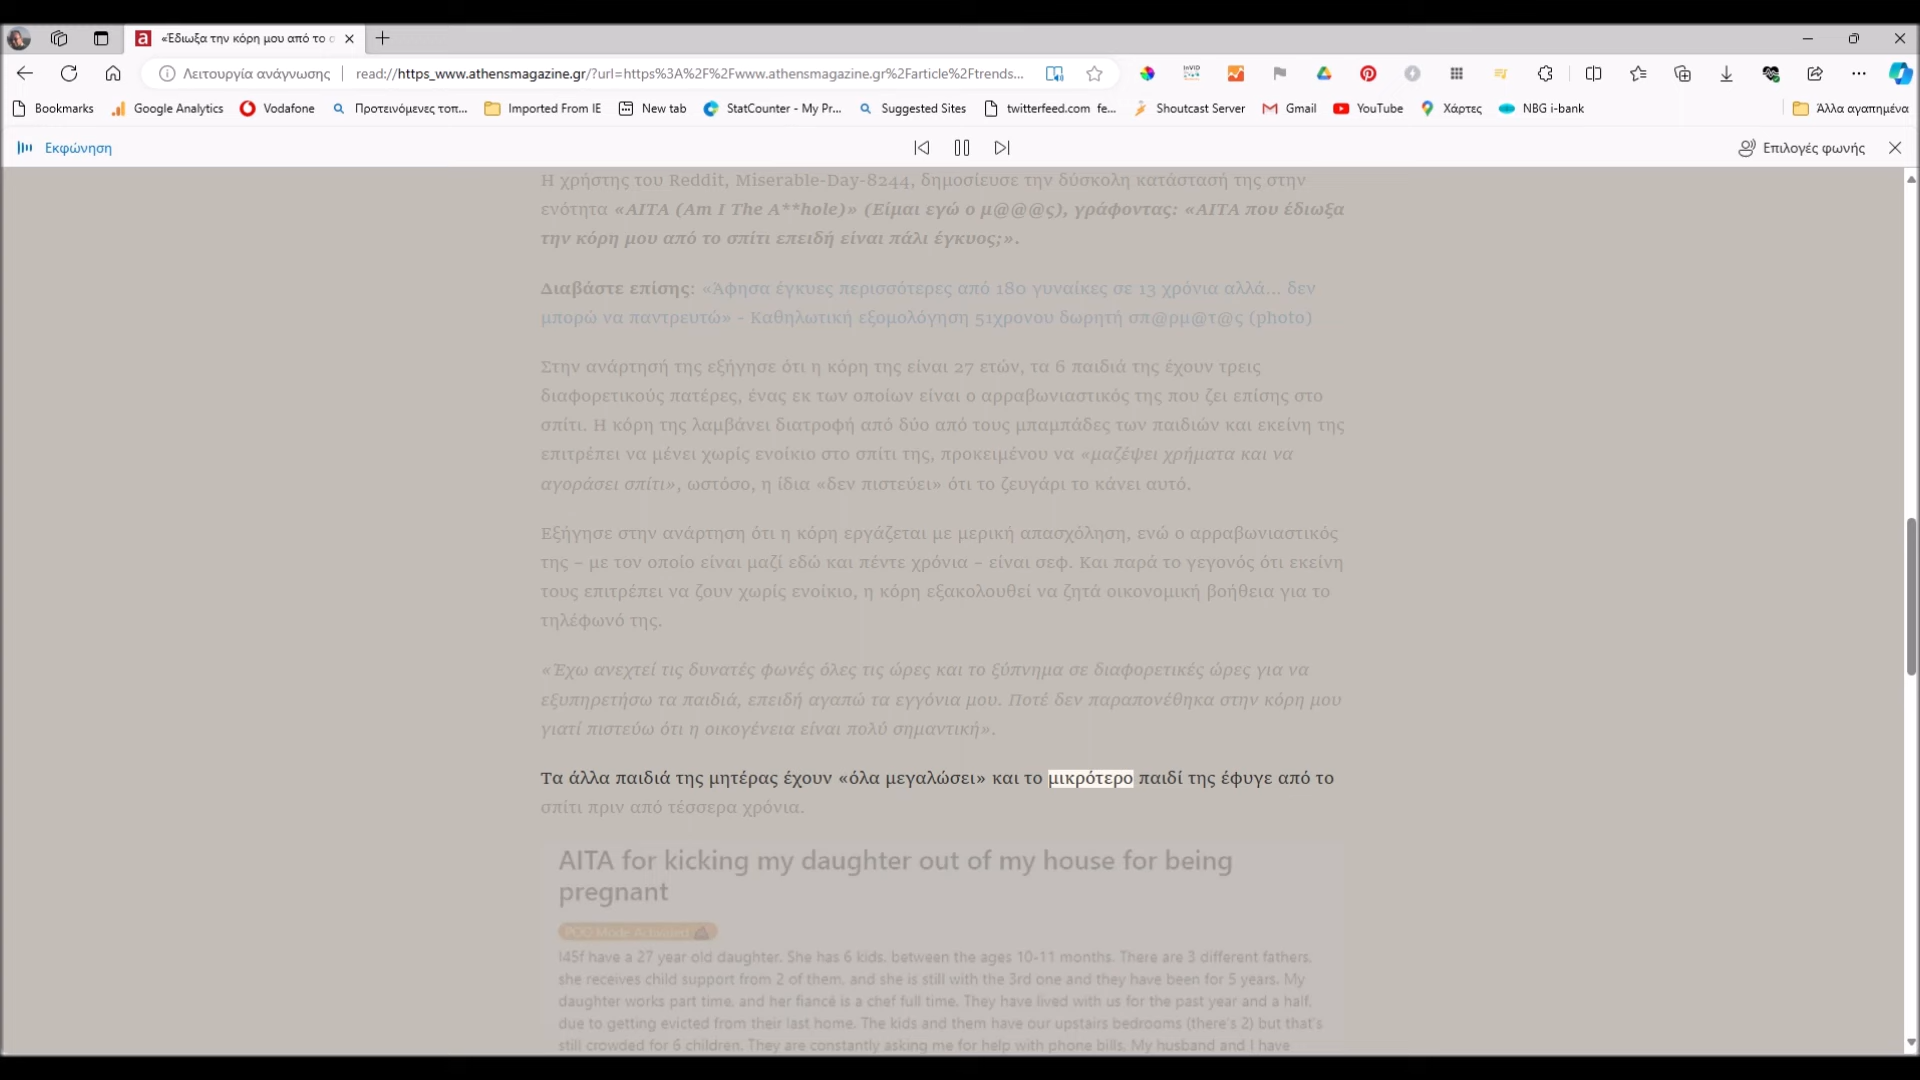 «Έδιωξα την κόρη μου από το σ
Λειτουργία ανάγνωσης
read://https_www.athensmagazine.gr/?url=https%3A%2F%2Fwww.athensmagazine.gr%2Farticle%2Ftrends...
Bookmarks
Google Analytics
Vodafone
Προτεινόμενες τοπ...
Imported From IE
New tab
StatCounter - My Pr...
Suggested Sites
twitterfeed.com fe...
Shoutcast Server
Gmail
YouTube
Χάρτες
NBG i-bank
Άλλα αγαπημένα
Εκφώνηση
Επιλογές φωνής
Η χρήστης του Reddit, Miserable-Day-8244, δημοσίευσε την δύσκολη κατάστασή της στην
ενότητα «AITA (Am I The A**hole)» (Είμαι εγώ ο μ@@@ς), γράφοντας: «AITA που έδιωξα
την κόρη μου από το σπίτι επειδή είναι πάλι έγκυος;».
Διαβάστε επίσης: «Άφησα έγκυες περισσότερες από 180 γυναίκες σε 13 χρόνια αλλά... δεν
μπορώ να παντρευτώ» - Καθηλωτική εξομολόγηση 51χρονου δωρητή σπ@ρμ@τ@ς (photo)
Στην ανάρτησή της εξήγησε ότι η κόρη της είναι 27 ετών, τα 6 παιδιά της έχουν τρεις
διαφορετικούς πατέρες, ένας εκ των οποίων είναι ο αρραβωνιαστικός της που ζει επίσης στο
σπίτι. Η κόρη της λαμβάνει διατροφή από δύο από τους μπαμπάδες των παιδιών και εκείνη της
επιτρέπει να μένει χωρίς ενοίκιο στο σπίτι της, προκειμένου να «μαζέψει χρήματα και να
αγοράσει σπίτι», ωστόσο, η ίδια «δεν πιστεύει» ότι το ζευγάρι το κάνει αυτό.
Εξήγησε στην ανάρτηση ότι η κόρη εργάζεται με μερική απασχόληση, ενώ ο αρραβωνιαστικός
της – με τον οποίο είναι μαζί εδώ και πέντε χρόνια – είναι σεφ. Και παρά το γεγονός ότι εκείνη
τους επιτρέπει να ζουν χωρίς ενοίκιο, η κόρη εξακολουθεί να ζητά οικονομική βοήθεια για το
τηλέφωνό της.
«Έχω ανεχτεί τις δυνατές φωνές όλες τις ώρες και το ξύπνημα σε διαφορετικές ώρες για να
εξυπηρετήσω τα παιδιά, επειδή αγαπώ τα εγγόνια μου. Ποτέ δεν παραπονέθηκα στην κόρη μου
γιατί πιστεύω ότι η οικογένεια είναι πολύ σημαντική».
Τα άλλα παιδιά της μητέρας έχουν «όλα μεγαλώσει» και το μικρότερο παιδί της έφυγε από το
σπίτι πριν από τέσσερα χρόνια.
AITA for kicking my daughter out of my house for being
pregnant
POO Mode Activated
I45f have a 27 year old daughter. She has 6 kids, between the ages 10-11 months. There are 3 different fathers,
she receives child support from 2 of them, and she is still with the 3rd one and they have been for 5 years. My
daughter works part time, and her fiancé is a chef full time. They have lived with us for the past year and a half,
due to getting evicted from their last home. The kids and them have our upstairs bedrooms (there's 2) but that's
still crowded for 6 children. They are constantly asking me for help with phone bills. My husband and I have